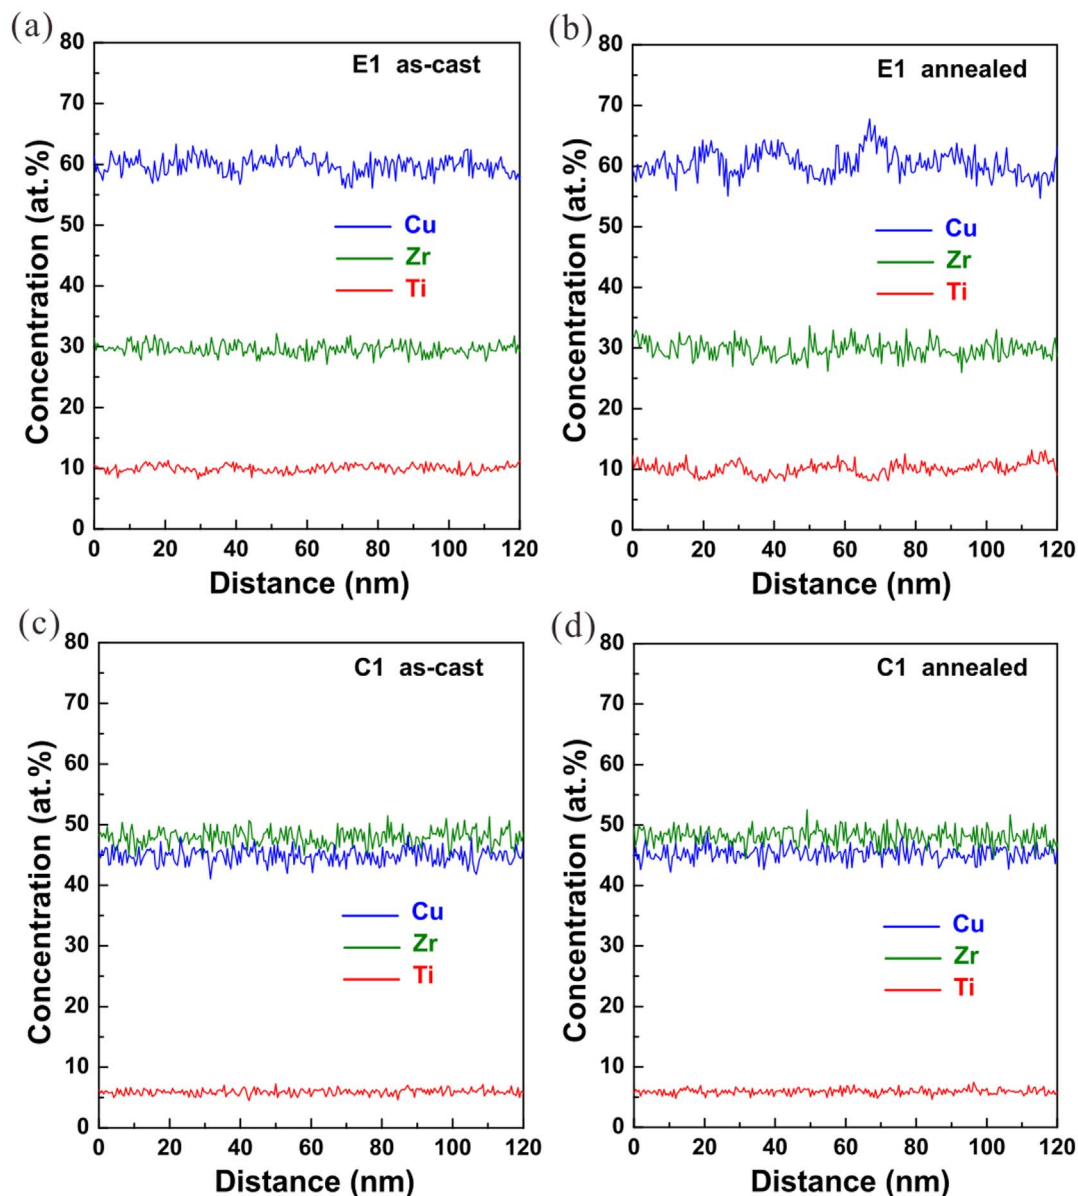 (a)
E1 as-cast
Concentration (at.%)
80
70
60
50
40
30
20
10
0
Cu
Zr
Ti
0 20 40 60 80 100 120
Distance (nm)
(b)
E1 annealed
Concentration (at.%)
80
70
60
50
40
30
20
10
0
Cu
Zr
Ti
0 20 40 60 80 100 120
Distance (nm)
(c)
C1 as-cast
Concentration (at.%)
80
70
60
50
40
30
20
10
0
Cu
Zr
Ti
0 20 40 60 80 100 120
Distance (nm)
(d)
C1 annealed
Concentration (at.%)
80
70
60
50
40
30
20
10
0
Cu
Zr
Ti
0 20 40 60 80 100 120
Distance (nm)